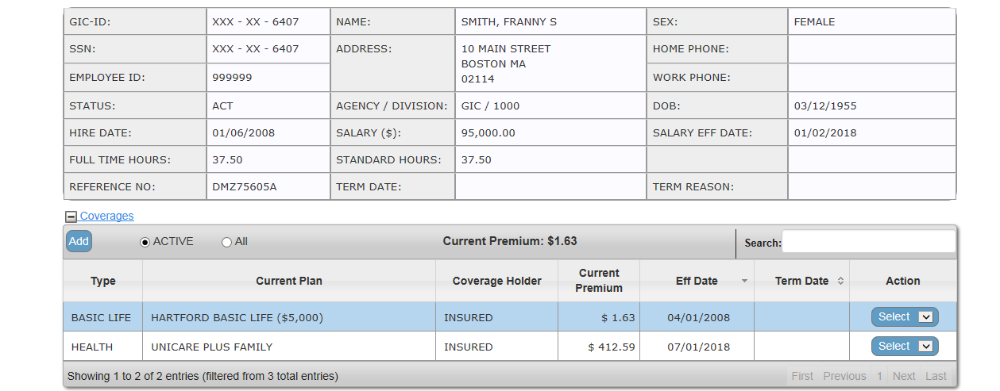 GIC-ID: XXX - XX - 6407 NAME: SMITH, FRANNY S SEX: FEMALE
SSN: XXX - XX - 6407 ADDRESS: 10 MAIN STREET HOME PHONE:
BOSTON MA
EMPLOYEE ID: 999999 02114 WORK PHONE:
STATUS: ACT AGENCY / DIVISION: GIC / 1000 DOB: 03/12/1955
HIRE DATE: 01/06/2008 SALARY ($): 95,000.00 SALARY EFF DATE: 01/02/2018
FULL TIME HOURS: 37.50 STANDARD HOURS: 37.50
REFERENCE NO: DMZ75605A TERM DATE: TERM REASON:
Coverages
Add ACTIVE All Current Premium: $1.63 Search:
Type Current Plan Coverage Holder Current Premium Eff Date Term Date Action
BASIC LIFE HARTFORD BASIC LIFE ($5,000) INSURED $ 1.63 04/01/2008 Select
HEALTH UNICARE PLUS FAMILY INSURED $ 412.59 07/01/2018 Select
Showing 1 to 2 of 2 entries (filtered from 3 total entries) First Previous 1 Next Last